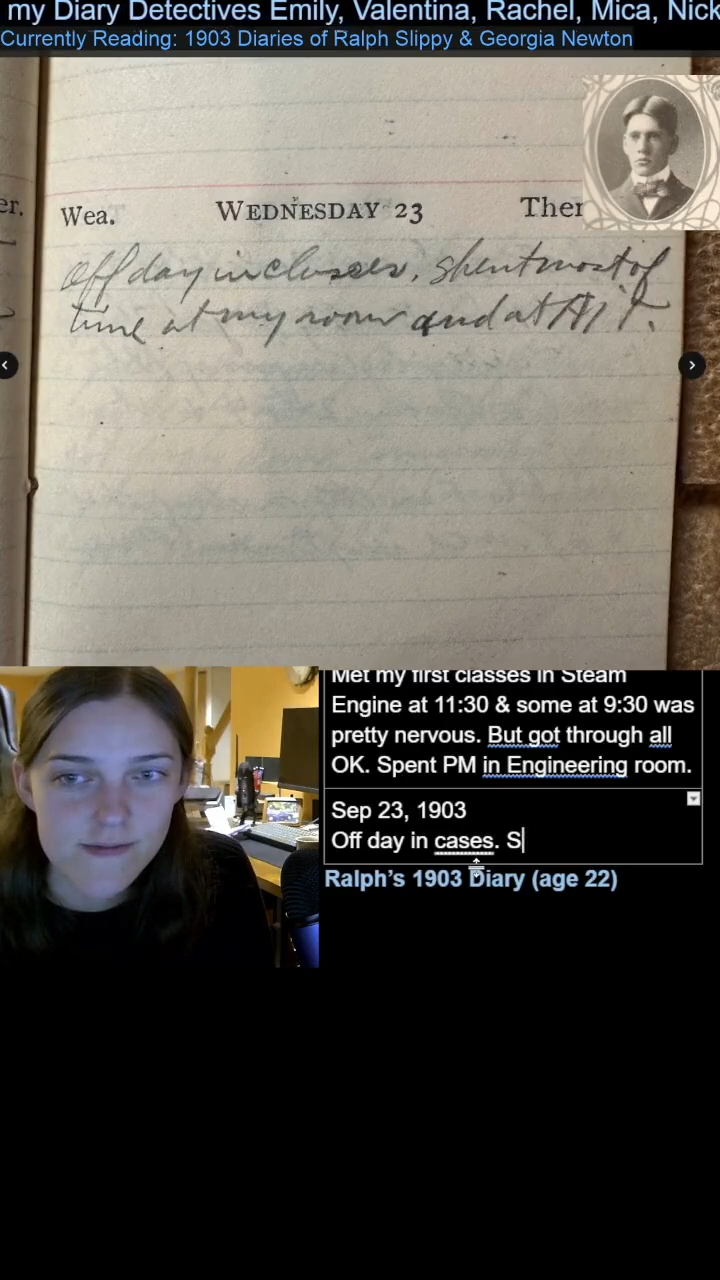 my Diary Detectives Emily, Valentina, Rachel, Mica, Nick
Currently Reading: 1903 Diaries of Ralph Slippy & Georgia Newton
er.
Wea. WEDNESDAY 23 Ther
Off day in classes, spent most of
time at my room and at
Met my first classes in Steam
Engine at 11:30 & some at 9:30 was
pretty nervous. But got through all
OK. Spent PM in Engineering room.
Sep 23, 1903
Off day in cases. S
Ralph's 1903 Diary (age 22)